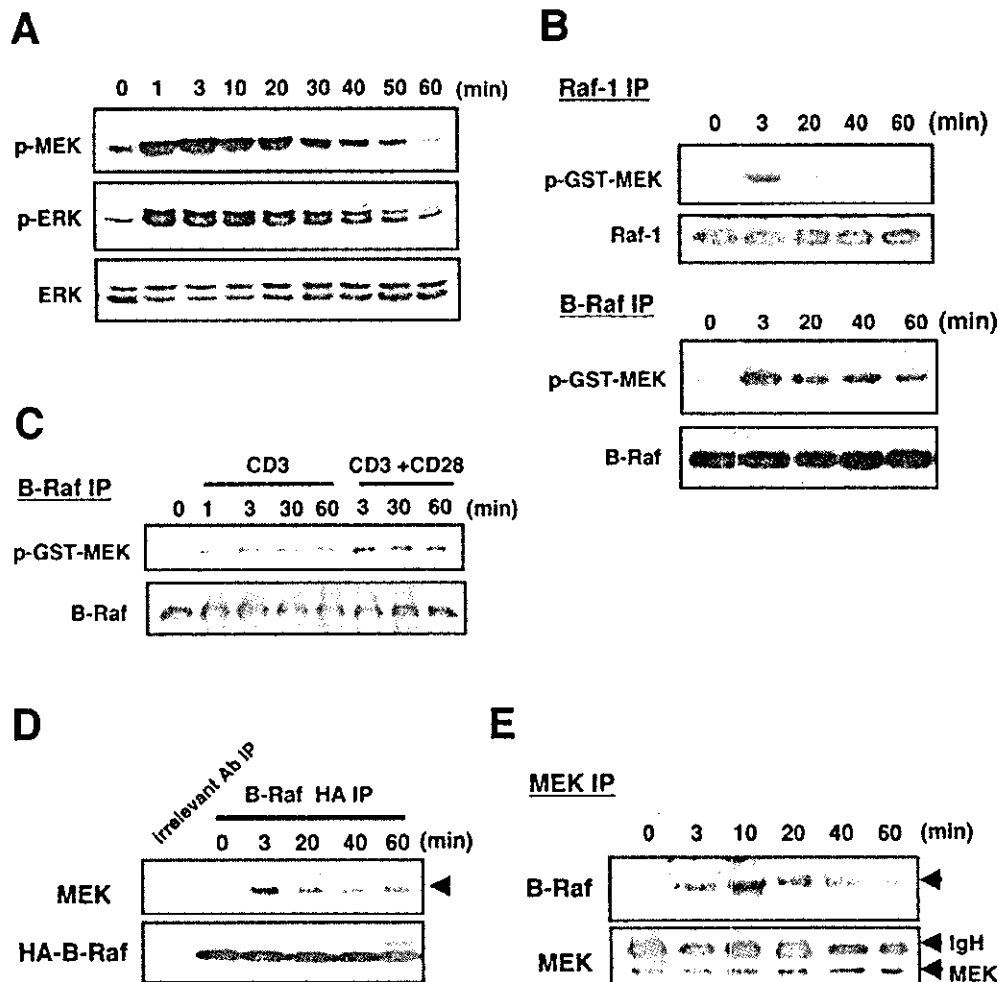 A
0 1 3 10 20 30 40 50 60 (min)
p-MEK
p-ERK
ERK
B
Raf-1 IP
0 3 20 40 60 (min)
p-GST-MEK
Raf-1
B-Raf IP
0 3 20 40 60 (min)
p-GST-MEK
B-Raf
C
CD3 CD3 +CD28
B-Raf IP
0 1 3 30 60 3 30 60 (min)
p-GST-MEK
B-Raf
D
irrelevant Ab IP
B-Raf HA IP
0 3 20 40 60 (min)
MEK
HA-B-Raf
E
MEK IP
0 3 10 20 40 60 (min)
B-Raf
IgH
MEK
MEK